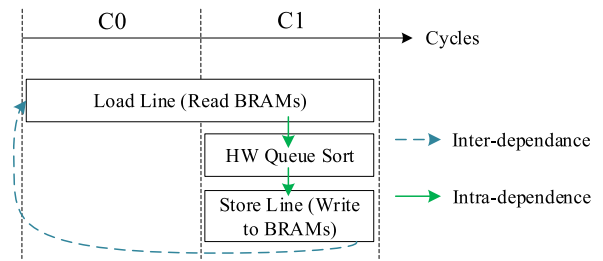 C0 C1
Cycles
Load Line (Read BRAMs)
HW Queue Sort
Store Line (Write
to BRAMs)
Inter-dependance
Intra-dependence